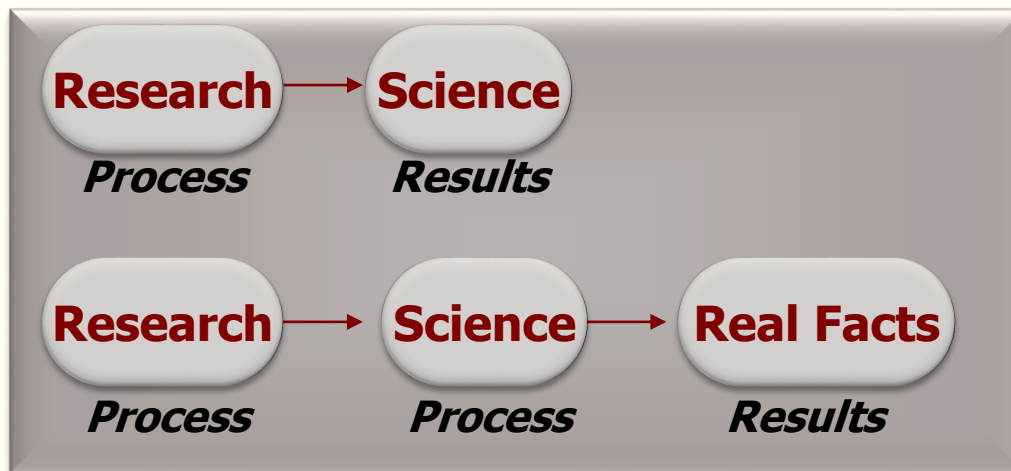 Research Science
Process Results
Research Science Real Facts
Process Process Results